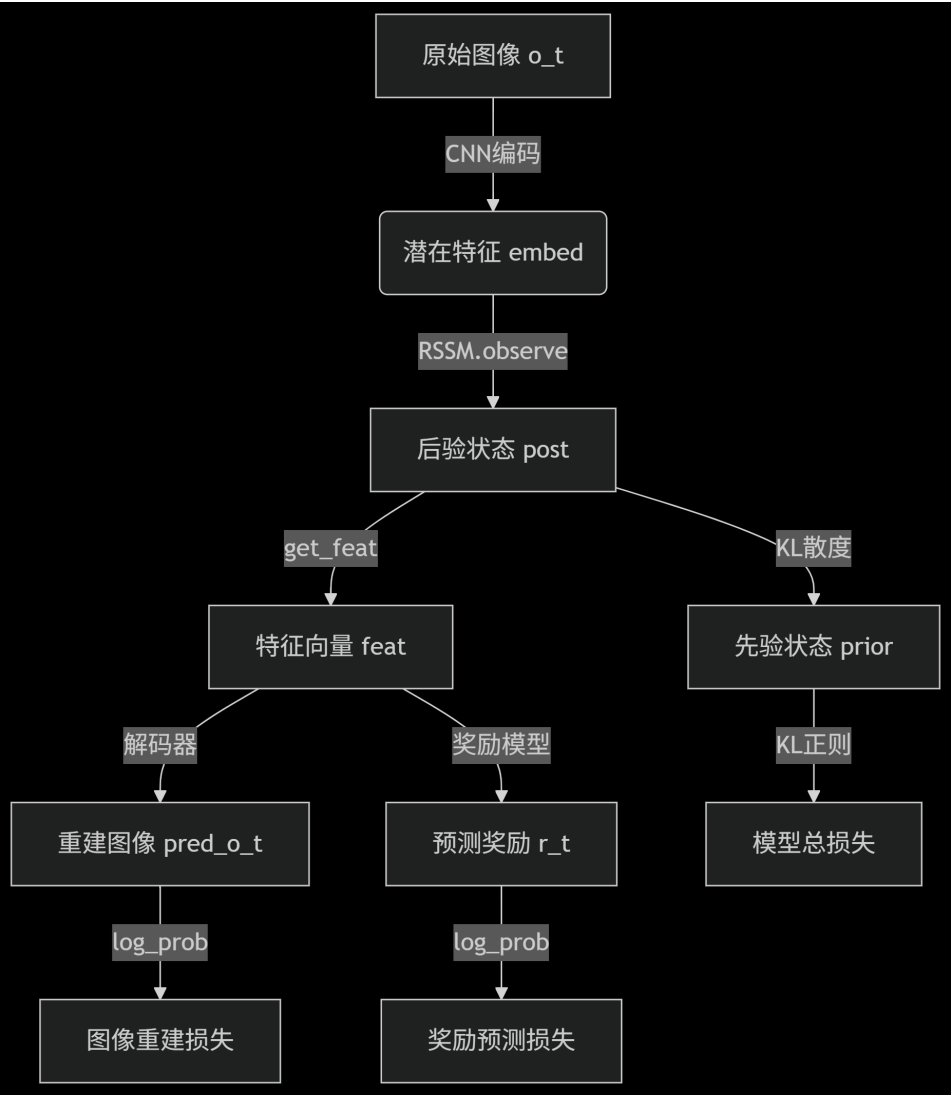 原始图像 o_t
CNN编码
潜在特征 embed
RSSM.observe
后验状态 post
get_feat
KL散度
特征向量 feat
先验状态 prior
解码器
奖励模型
KL正则
重建图像 pred_o_t
预测奖励 r_t
模型总损失
log_prob
log_prob
图像重建损失
奖励预测损失